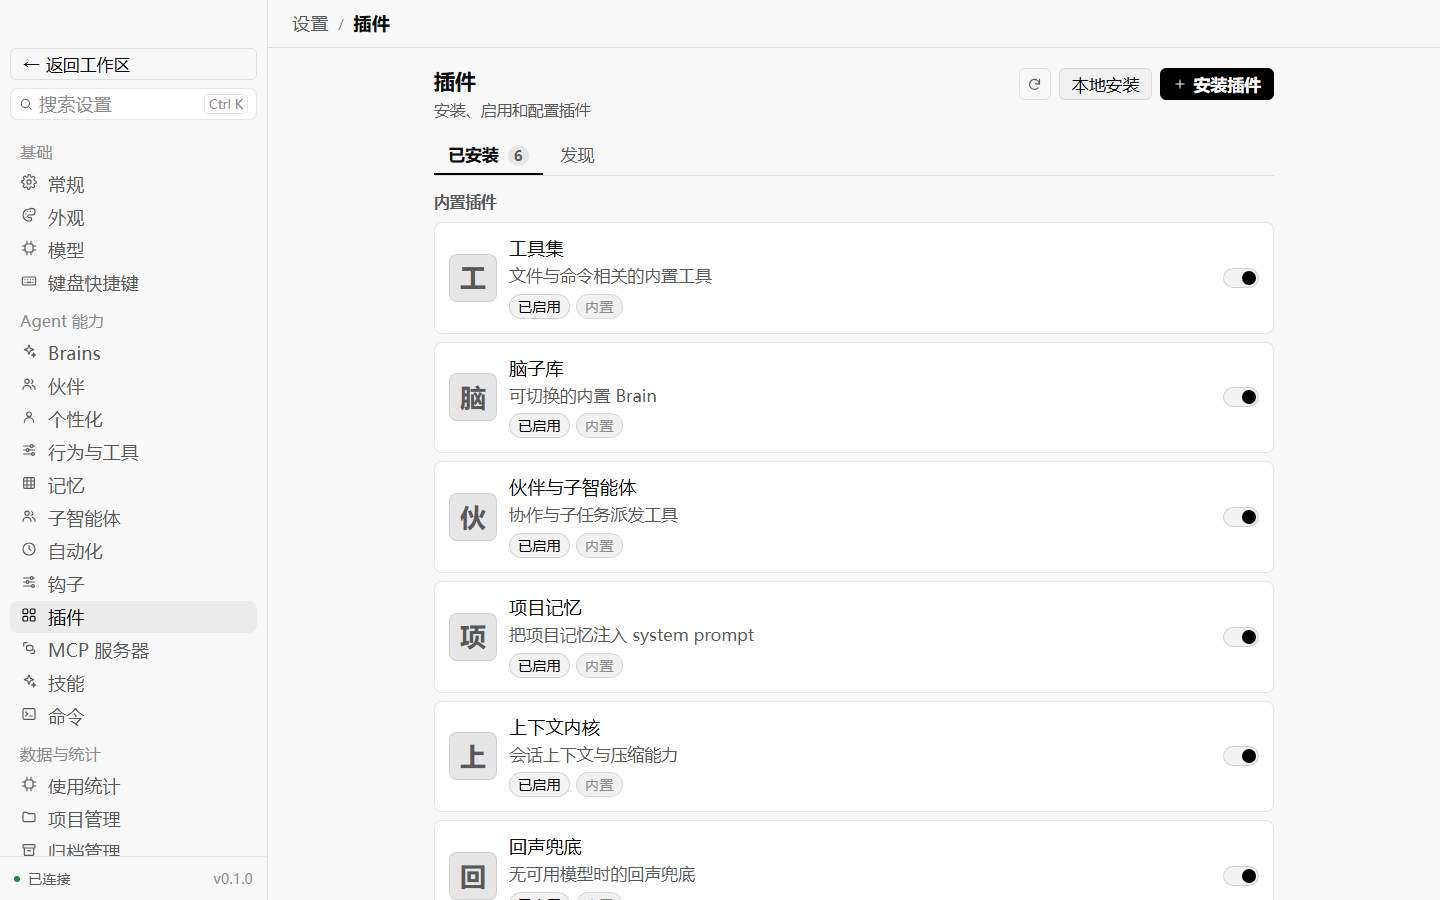 ← 返回工作区
搜索设置 Ctrl K
基础
常规
外观
模型
键盘快捷键
Agent 能力
Brains
伙伴
个性化
行为与工具
记忆
子智能体
自动化
钩子
插件
MCP 服务器
技能
命令
数据与统计
使用统计
项目管理
归档管理
已连接 v0.1.0
设置 / 插件
插件
安装、启用和配置插件
本地安装
+ 安装插件
已安装 6 发现
内置插件
工
工具集
文件与命令相关的内置工具
已启用 内置
脑
脑子库
可切换的内置 Brain
已启用 内置
伙
伙伴与子智能体
协作与子任务派发工具
已启用 内置
项
项目记忆
把项目记忆注入 system prompt
已启用 内置
上
上下文内核
会话上下文与压缩能力
已启用 内置
回
回声兜底
无可用模型时的回声兜底